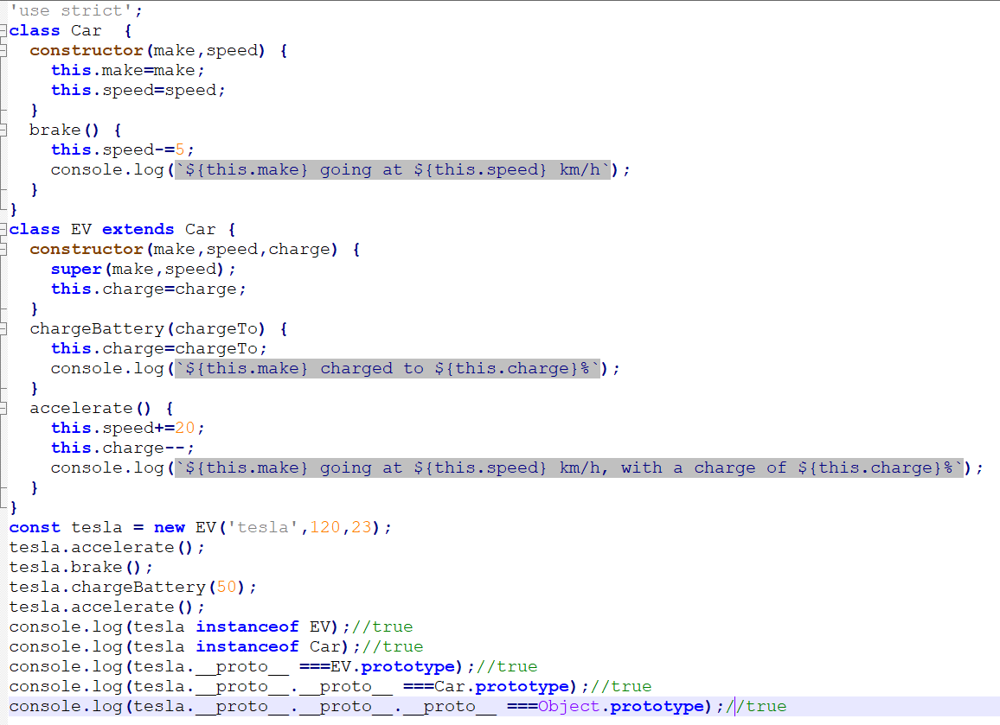 'use strict';
class Car  {
  constructor(make,speed) {
    this.make=make;
    this.speed=speed;
  }
  brake() {
    this.speed-=5;
    console.log(`${this.make} going at ${this.speed} km/h`);
  }
}
class EV extends Car {
  constructor(make,speed,charge) {
    super(make,speed);
    this.charge=charge;
  }
  chargeBattery(chargeTo) {
    this.charge=chargeTo;
    console.log(`${this.make} charged to ${this.charge}%`);
  }
  accelerate() {
    this.speed+=20;
    this.charge--;
    console.log(`${this.make} going at ${this.speed} km/h, with a charge of ${this.charge}%`);
  }
}
const tesla = new EV('tesla',120,23);
tesla.accelerate();
tesla.brake();
tesla.chargeBattery(50);
tesla.accelerate();
console.log(tesla instanceof EV);//true
console.log(tesla instanceof Car);//true
console.log(tesla.__proto__ ===EV.prototype);//true
console.log(tesla.__proto__.__proto__ ===Car.prototype);//true
console.log(tesla.__proto__.__proto__.__proto__ ===Object.prototype);//true